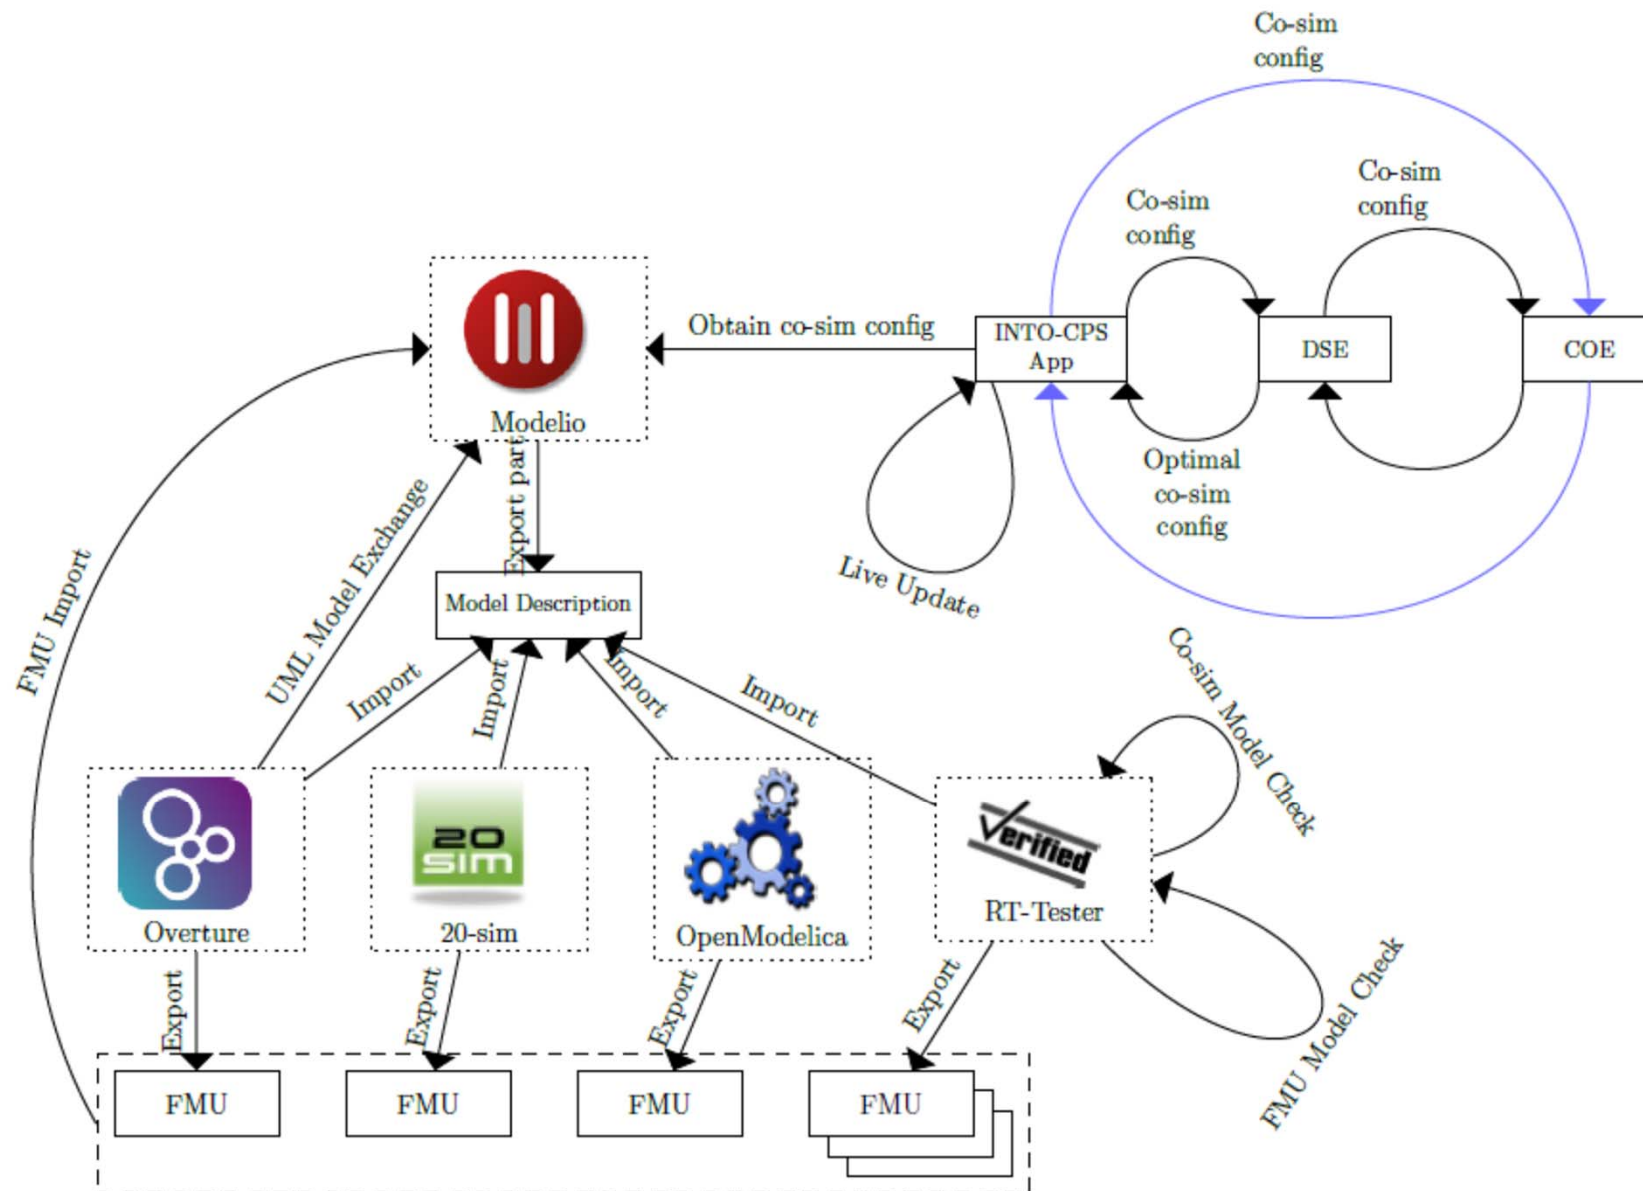 Co-sim
config
Co-sim
config
Co-sim
config
Obtain co-sim config
INTO-CPS
App
DSE
COE
Modelio
Export part
Optimal
co-sim
config
Live Update
UML Model Exchange
FMU Import
Model Description
Import
Import
Import
Import
Co-sim Model Check
20
sim
Verified
Overture
20-sim
OpenModelica
RT-Tester
Export
Export
Export
Export
FMU Model Check
FMU
FMU
FMU
FMU